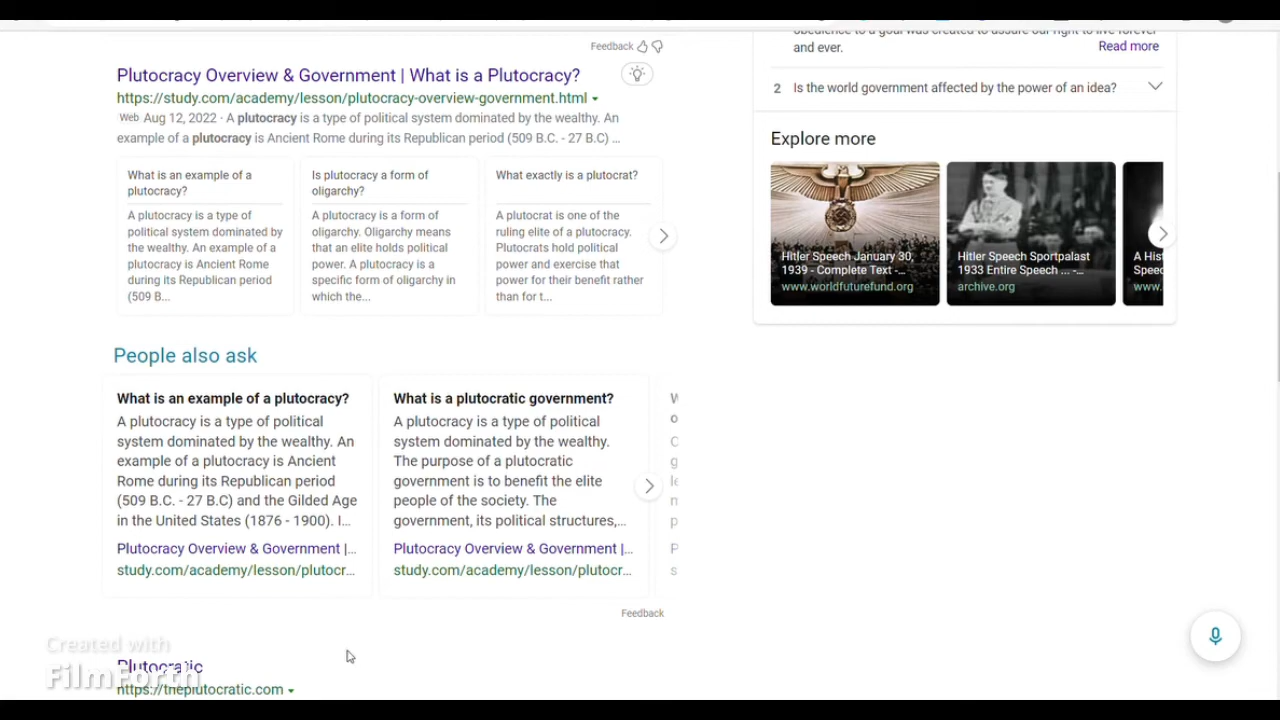 Feedback
Plutocracy Overview & Government | What is a Plutocracy?
https://study.com/academy/lesson/plutocracy-overview-government.html
Web Aug 12, 2022 · A plutocracy is a type of political system dominated by the wealthy. An
example of a plutocracy is Ancient Rome during its Republican period (509 B.C. - 27 B.C) ...
What is an example of a
plutocracy?
A plutocracy is a type of
political system dominated by
the wealthy. An example of a
plutocracy is Ancient Rome
during its Republican period
(509 B...
Is plutocracy a form of
oligarchy?
A plutocracy is a form of
oligarchy. Oligarchy means
that an elite holds political
power. A plutocracy is a
specific form of oligarchy in
which the...
What exactly is a plutocrat?
A plutocrat is one of the
ruling elite of a plutocracy.
Plutocrats hold political
power and exercise that
power for their benefit rather
than for t...
People also ask
What is an example of a plutocracy?
A plutocracy is a type of political
system dominated by the wealthy. An
example of a plutocracy is Ancient
Rome during its Republican period
(509 B.C. - 27 B.C) and the Gilded Age
in the United States (1876 - 1900). I...
Plutocracy Overview & Government |...
study.com/academy/lesson/plutocr...
What is a plutocratic government?
A plutocracy is a type of political
system dominated by the wealthy.
The purpose of a plutocratic
government is to benefit the elite
people of the society. The
government, its political structures,...
Plutocracy Overview & Government |...
study.com/academy/lesson/plutocr...
Feedback
Plutocratic
https://theplutocratic.com
Created with
FilmForth
obedience to a goal was created to assure our right to live forever
and ever.
Read more
2 Is the world government affected by the power of an idea?
Explore more
Hitler Speech January 30,
1939 - Complete Text -...
www.worldfuturefund.org
Hitler Speech Sportpalast
1933 Entire Speech ... -...
archive.org
A Hist
Speec
www.